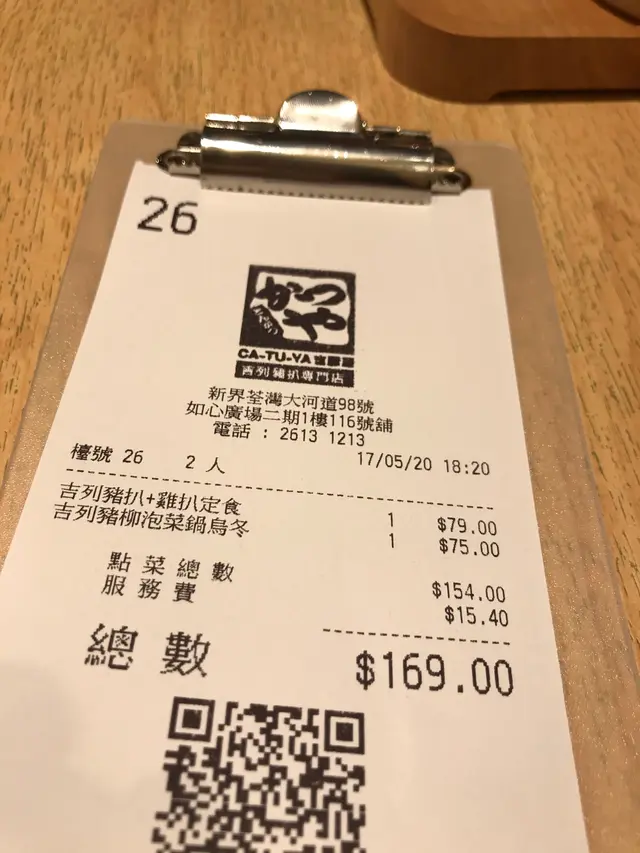 26
かつや
CA-TU-YA 吉豚屋
吉列豬扒專門店
新界荃灣大河道98號
如心廣場二期1樓116號舖
電話 : 2613 1213
檯號 26 2 人 17/05/20 18:20
吉列豬扒+雞扒定食 1 $79.00
吉列豬柳泡菜鍋烏冬 1 $75.00
點菜總數 $154.00
服務費 $15.40
總數 $169.00